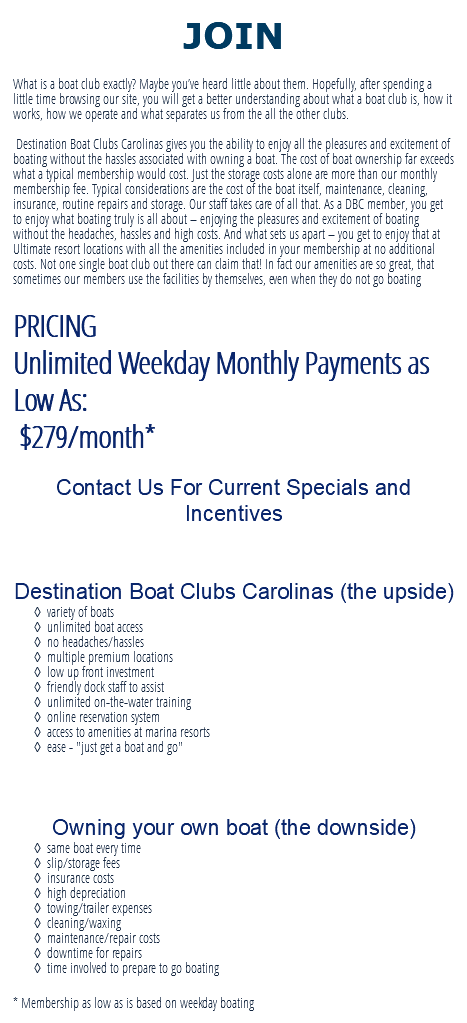 JOIN
What is a boat club exactly? Maybe you've heard little about them. Hopefully, after spending a
little time browsing our site, you will get a better understanding about what a boat club is, how it
works, how we operate and what separates us from the all the other clubs.
Destination Boat Clubs Carolinas gives you the ability to enjoy all the pleasures and excitement of
boating without the hassles associated with owning a boat. The cost of boat ownership far exceeds
what a typical membership would cost. Just the storage costs alone are more than our monthly
membership fee. Typical considerations are the cost of the boat itself, maintenance, cleaning,
insurance, routine repairs and storage. Our staff takes care of all that. As a DBC member, you get
to enjoy what boating truly is all about – enjoying the pleasures and excitement of boating
without the headaches, hassles and high costs. And what sets us apart – you get to enjoy that at
Ultimate resort locations with all the amenities included in your membership at no additional
costs. Not one single boat club out there can claim that! In fact our amenities are so great, that
sometimes our members use the facilities by themselves, even when they do not go boating
PRICING
Unlimited Weekday Monthly Payments as
Low As:
$279/month*
Contact Us For Current Specials and
Incentives
Destination Boat Clubs Carolinas (the upside)
◊ variety of boats
◊ unlimited boat access
◊ no headaches/hassles
◊ multiple premium locations
◊ low up front investment
◊ friendly dock staff to assist
◊ unlimited on-the-water training
◊ online reservation system
◊ access to amenities at marina resorts
◊ ease - "just get a boat and go"
Owning your own boat (the downside)
◊ same boat every time
◊ slip/storage fees
◊ insurance costs
◊ high depreciation
◊ towing/trailer expenses
◊ cleaning/waxing
◊ maintenance/repair costs
◊ downtime for repairs
◊ time involved to prepare to go boating
* Membership as low as is based on weekday boating